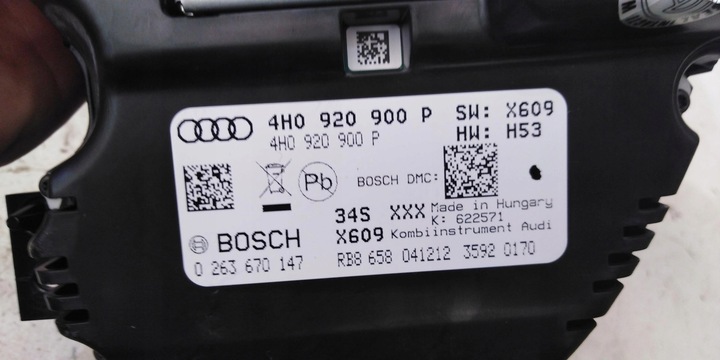 4H0 920 900 P SW: X609
4H0 920 900 P HW: H53
Pb BOSCH DMC:
34S XXX Made in Hungary
K: 622571
BOSCH X609 Kombiinstrument Audi
0 263 670 147 RB8 658 041212 3592 0170